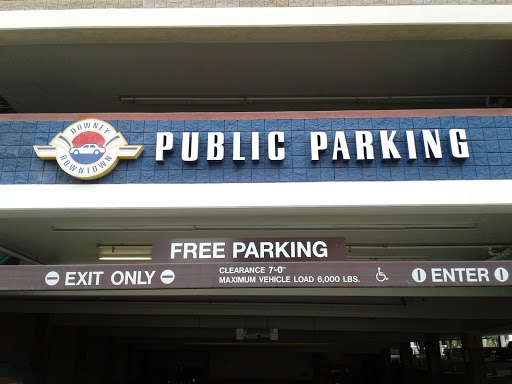 DOWNEY
DOWNTOWN
PUBLIC PARKING
FREE PARKING
EXIT ONLY
CLEARANCE 7'-0"
MAXIMUM VEHICLE LOAD 6,000 LBS.
ENTER